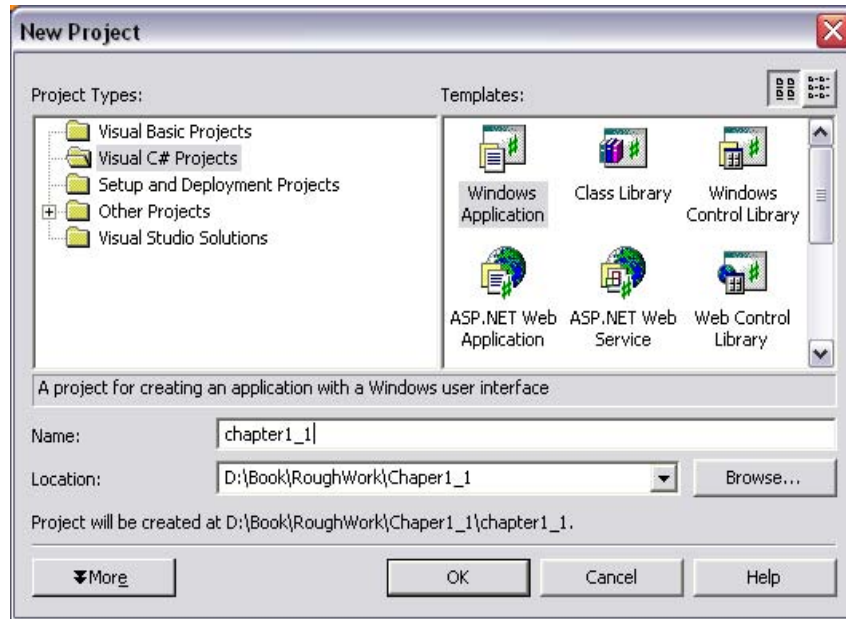 New Project
Project Types:
Templates:
Visual Basic Projects
Visual C# Projects
Setup and Deployment Projects
Other Projects
Visual Studio Solutions
Windows
Application
Class Library
Windows
Control Library
ASP.NET Web
Application
ASP.NET Web
Service
Web Control
Library
A project for creating an application with a Windows user interface
Name:
chapter1_1
Location:
D:\Book\RoughWork\Chaper1_1
Browse...
Project will be created at D:\Book\RoughWork\Chaper1_1\chapter1_1.
More
OK
Cancel
Help